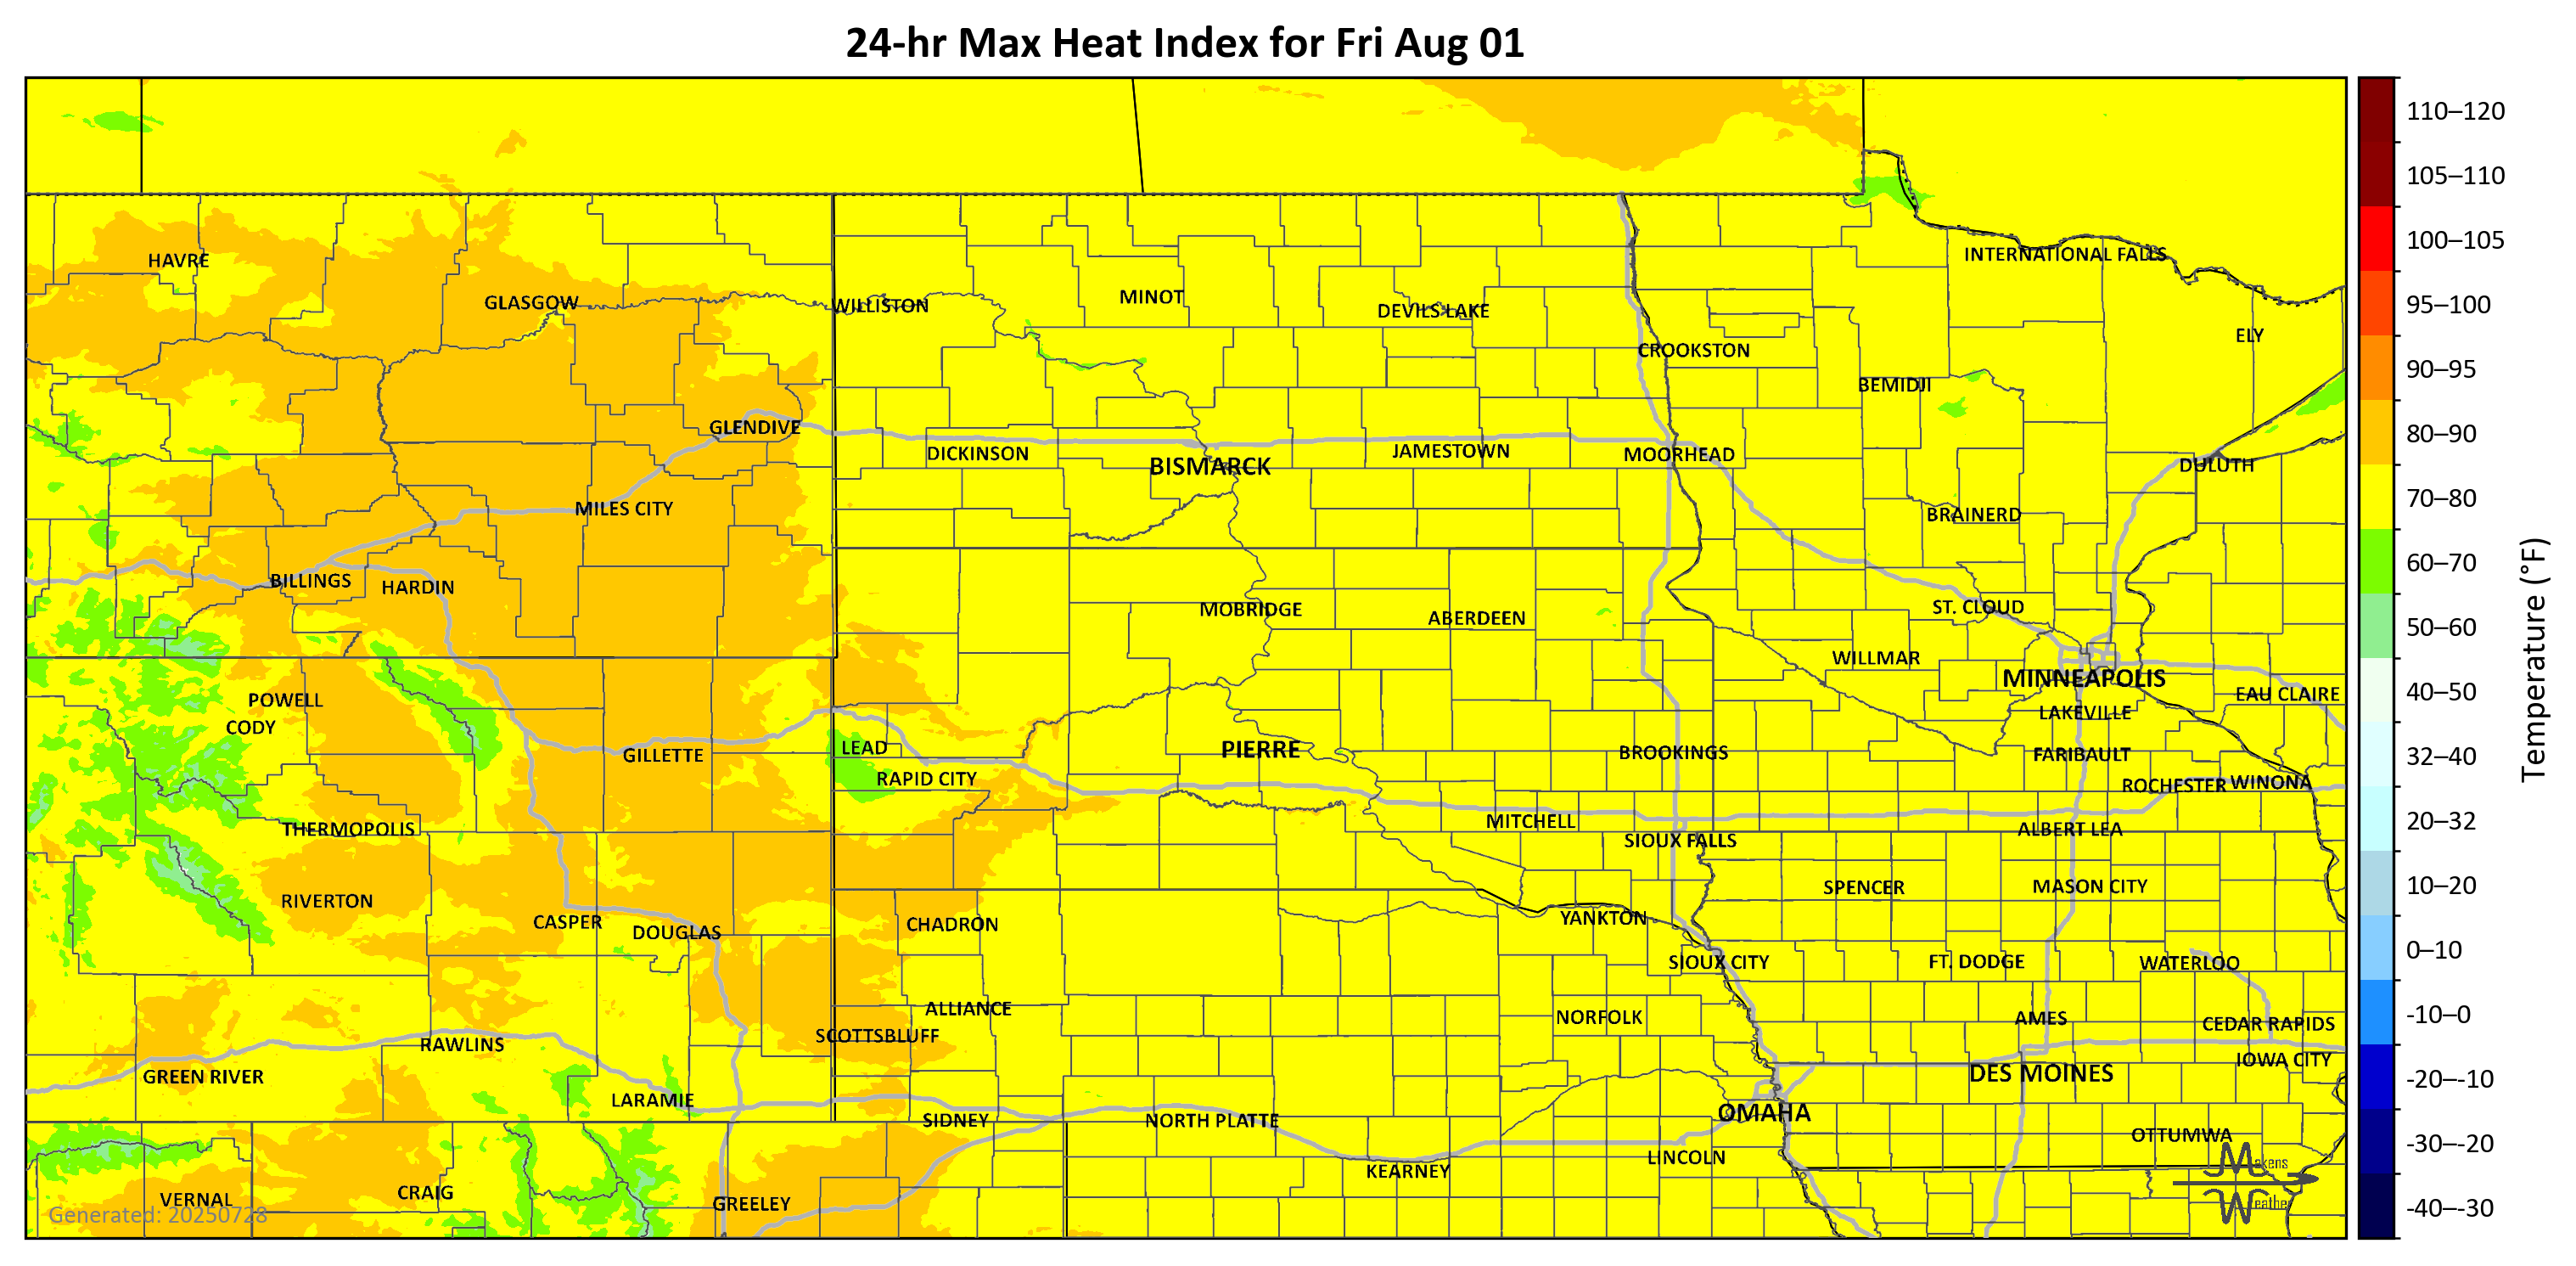 24-hr Max Heat Index for Fri Aug 01
110–120
105–110
100–105
95–100
90–95
80–90
70–80
60–70
50–60
40–50
32–40
20–32
10–20
0–10
-10–0
-20–-10
-30–-20
-40–-30
Temperature (°F)
INTERNATIONAL FALLS
HAVRE
GLASGOW
WILLISTON
MINOT
DEVILS LAKE
ELY
CROOKSTON
BEMIDJI
GLENDIVE
DICKINSON
BISMARCK
JAMESTOWN
MOORHEAD
DULUTH
MILES CITY
BRAINERD
BILLINGS
HARDIN
MOBRIDGE
ABERDEEN
ST. CLOUD
WILLMAR
MINNEAPOLIS
EAU CLAIRE
POWELL
CODY
LAKEVILLE
GILLETTE
LEAD
PIERRE
BROOKINGS
FARIBAULT
RAPID CITY
ROCHESTER
WINONA
THERMOPOLIS
MITCHELL
SIOUX FALLS
ALBERT LEA
RIVERTON
SPENCER
MASON CITY
CASPER
DOUGLAS
CHADRON
YANKTON
SIOUX CITY
FT. DODGE
WATERLOO
ALLIANCE
NORFOLK
AMES
CEDAR RAPIDS
SCOTTSBLUFF
RAWLINS
IOWA CITY
GREEN RIVER
DES MOINES
LARAMIE
SIDNEY
NORTH PLATTE
OMAHA
OTTUMWA
LINCOLN
KEARNEY
VERNAL
CRAIG
GREELEY
Generated: 20250728
Makens
Weather